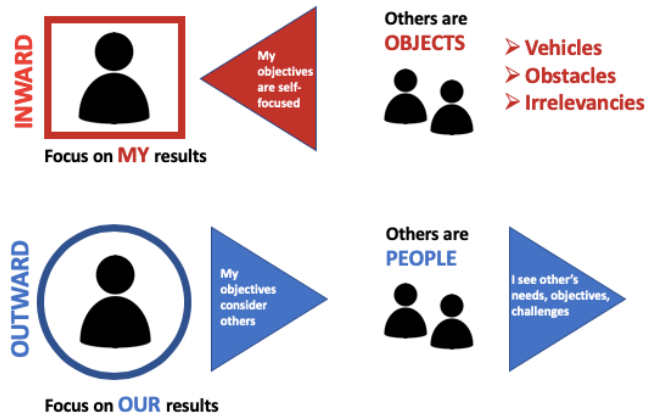 INWARD
My
objectives
are self-
focused
Focus on MY results
Others are
OBJECTS
➢ Vehicles
➢ Obstacles
➢ Irrelevancies
OUTWARD
My
objectives
consider
others
Focus on OUR results
Others are
PEOPLE
I see other's
needs, objectives,
challenges